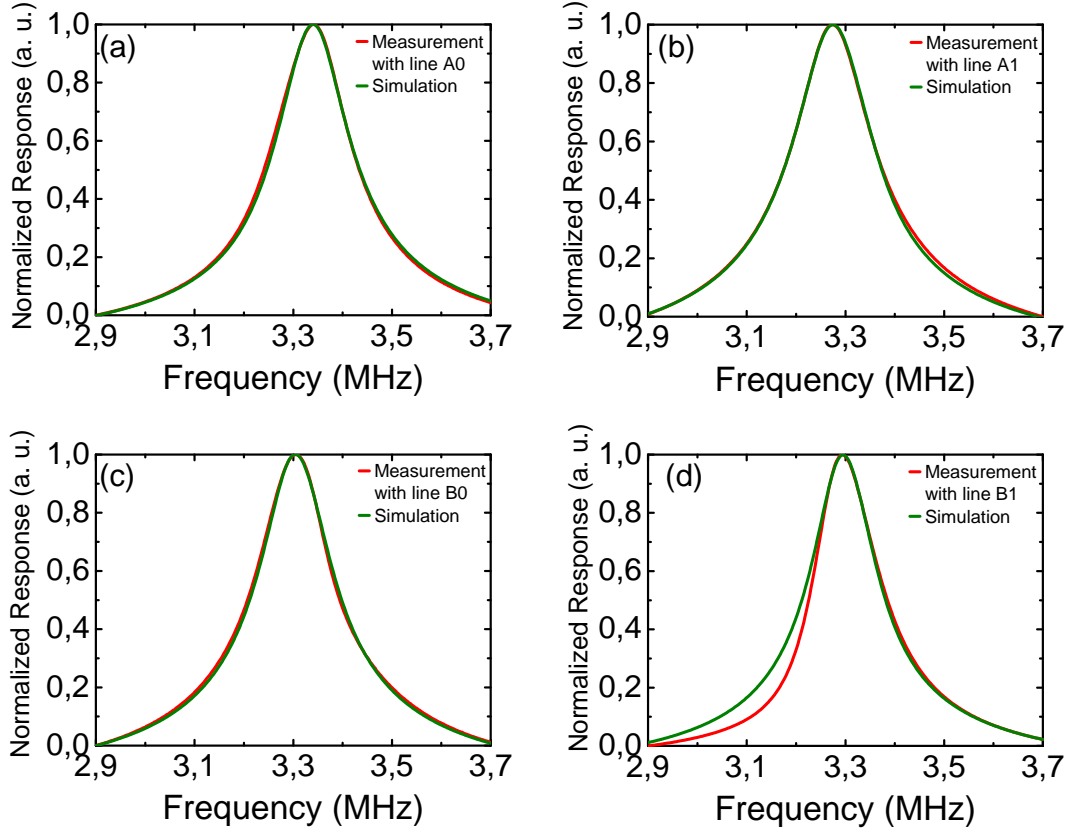 (a)
Normalized Response (a. u.)
1,0
0,8
0,6
0,4
0,2
0,0
2,9 3,1 3,3 3,5 3,7
Frequency (MHz)
Measurement
with line A0
Simulation
(b)
Normalized Response (a. u.)
1,0
0,8
0,6
0,4
0,2
0,0
2,9 3,1 3,3 3,5 3,7
Frequency (MHz)
Measurement
with line A1
Simulation
(c)
Normalized Response (a. u.)
1,0
0,8
0,6
0,4
0,2
0,0
2,9 3,1 3,3 3,5 3,7
Frequency (MHz)
Measurement
with line B0
Simulation
(d)
Normalized Response (a. u.)
1,0
0,8
0,6
0,4
0,2
0,0
2,9 3,1 3,3 3,5 3,7
Frequency (MHz)
Measurement
with line B1
Simulation